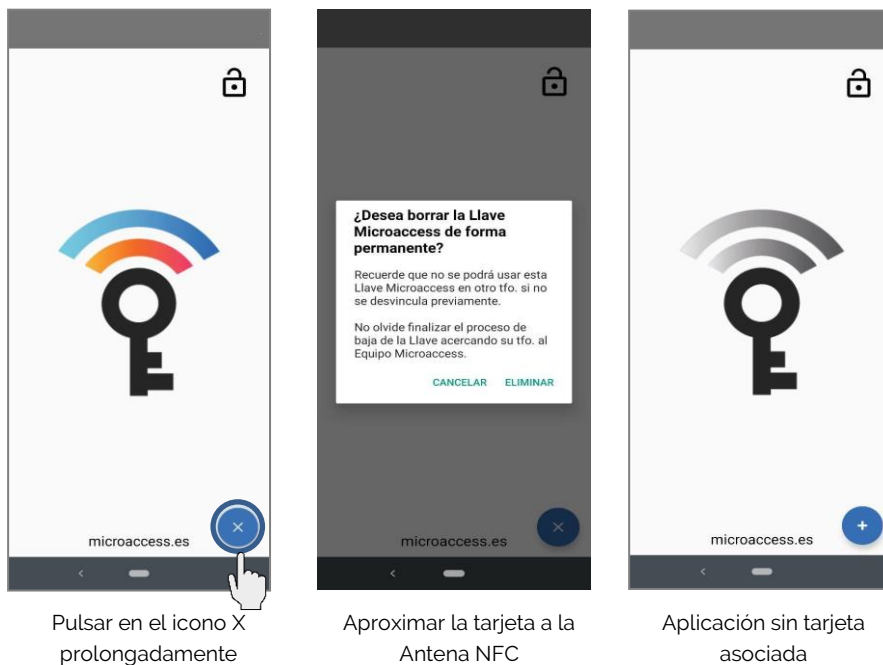 ¿Desea borrar la Llave
Microaccess de forma
permanente?
Recuerde que no se podrá usar esta
Llave Microaccess en otro tfo. si no
se desvincula previamente.
No olvide finalizar el proceso de
baja de la Llave acercando su tfo. al
Equipo Microaccess.
CANCELAR ELIMINAR
microaccess.es
microaccess.es
microaccess.es
Pulsar en el icono X
prolongadamente
Aproximar la tarjeta a la
Antena NFC
Aplicación sin tarjeta
asociada